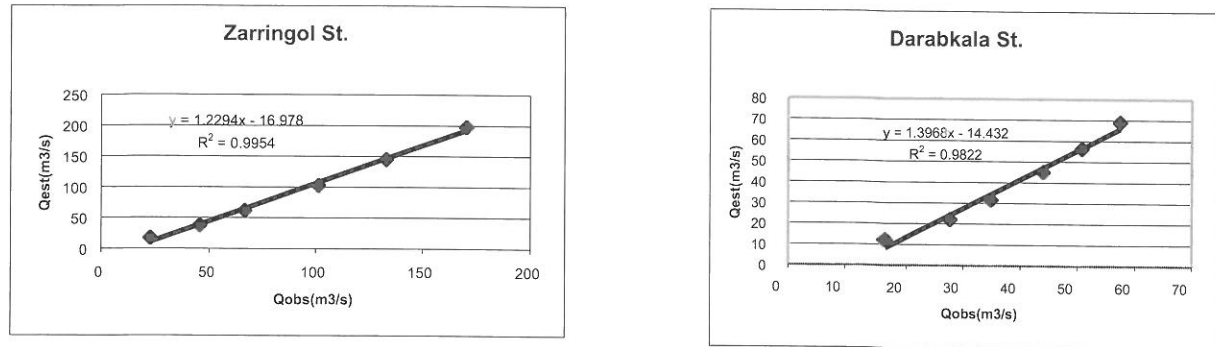 Zarringol St.
250
200
150
100
50
0
y = 1.2294x - 16.978
R² = 0.9954
Qest(m3/s)
0 50 100 150 200
Qobs(m3/s)
Darabkala St.
80
70
60
50
40
30
20
10
0
y = 1.3968x - 14.432
R² = 0.9822
Qest(m3/s)
0 10 20 30 40 50 60 70
Qobs(m3/s)